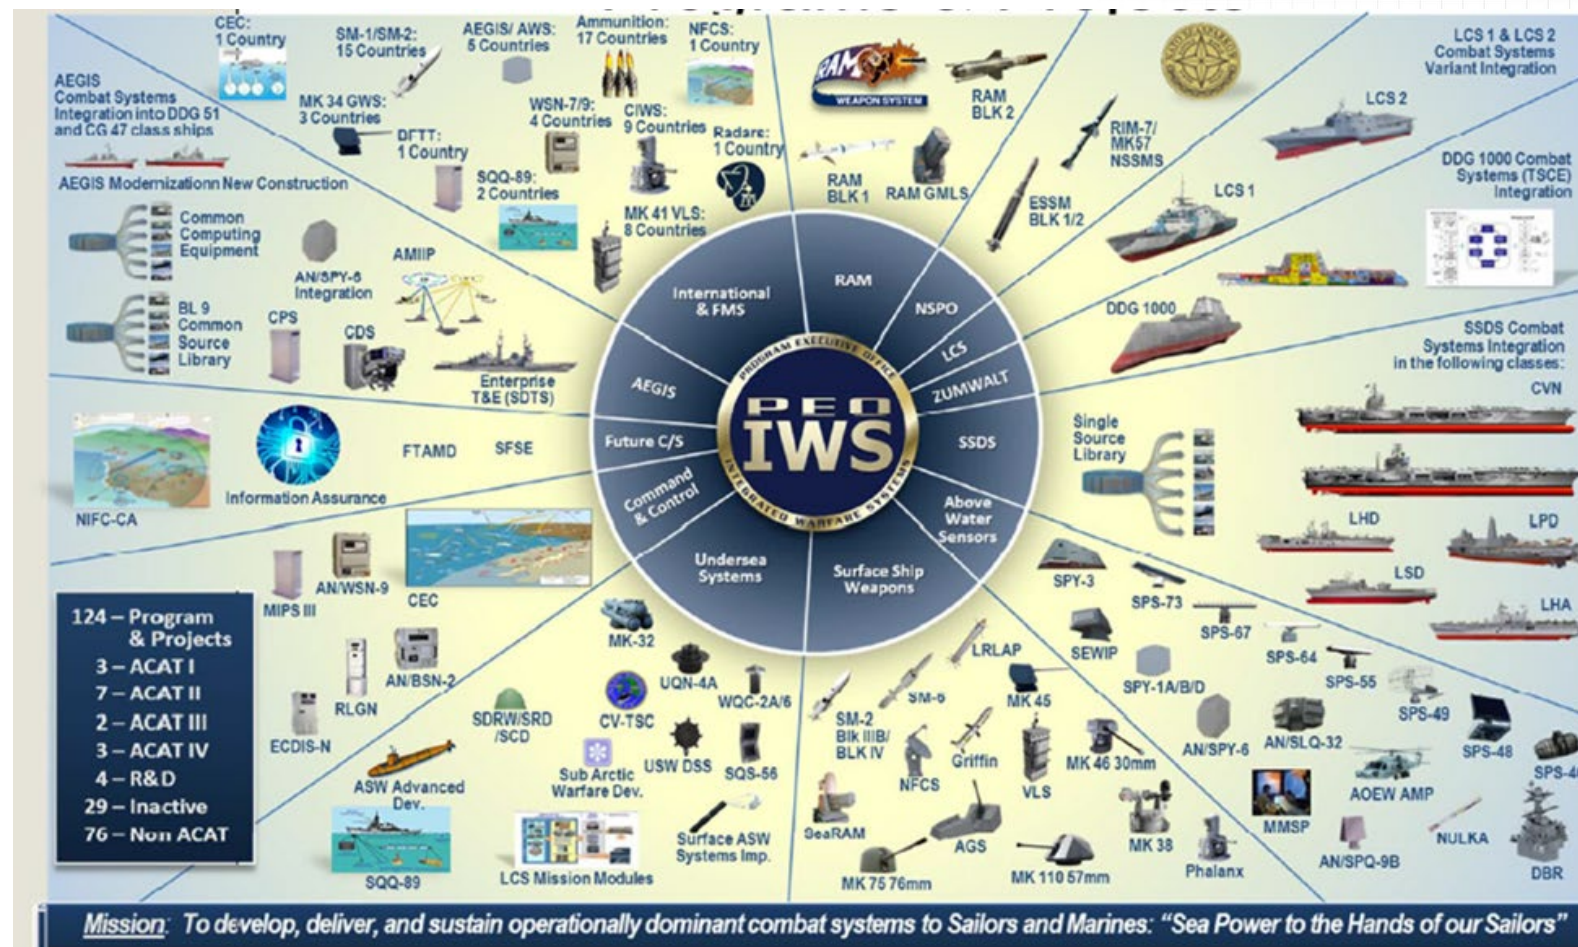 CEC:
1 Country
SM-1/SM-2:
15 Countries
AEGIS/ AWS:
5 Countries
Ammunition:
17 Countries
NFCS:
1 Country
MK 34 GWS:
3 Countries
DFTT:
1 Country
WSN-7/9:
4 Countries
CIWS:
9 Countries
Radars:
1 Country
SQQ-89:
2 Countries
MK 41 VLS:
8 Countries
AEGIS
Combat Systems
Integration into DDG 51
and CG 47 class ships
AEGIS Modernizationn New Construction
Common
Computing
Equipment
AN/SPY-6
Integration
AMIIP
BL 9
Common
Source
Library
CPS
CDS
Enterprise
T&E (SDTS)
NIFC-CA
Information Assurance
FTAMD
SFSE
MIPS III
AN/WSN-9
CEC
RLGN
AN/BSN-2
ECDIS-N
124 – Program
& Projects
3 – ACAT I
7 – ACAT II
2 – ACAT III
3 – ACAT IV
4 – R&D
29 – Inactive
76 – Non ACAT
RAM
WEAPON SYSTEM
RAM
BLK 2
RAM
BLK 1
RAM GMLS
RIM-7/
MK57
NSSMS
ESSM
BLK 1/2
LCS 1 & LCS 2
Combat Systems
Variant Integration
LCS 2
LCS 1
DDG 1000 Combat
Systems (TSCE)
Integration
DDG 1000
SSDS Combat
Systems Integration
in the following classes:
CVN
Single
Source
Library
LHD
LPD
LSD
LHA
International
& FMS
RAM
NSPO
LCS
ZUMWALT
SSDS
Above
Water
Sensors
Surface Ship
Weapons
Undersea
Systems
Command
& Control
Future C/S
AEGIS
PROGRAM EXECUTIVE OFFICE
PEO
IWS
INTEGRATED WARFARE SYSTEMS
MK-32
UQN-4A
WQC-2A/6
CV-TSC
SDRW/SRD
/SCD
USW DSS
SQS-56
Sub Arctic
Warfare Dev.
ASW Advanced
Dev.
SQQ-89
LCS Mission Modules
Surface ASW
Systems Imp.
LRLAP
SM-6
MK 45
SM-2
Blk IIIB/
BLK IV
NFCS
Griffin
VLS
MK 46 30mm
SeaRAM
AGS
MK 38
Phalanx
MK 75 76mm
MK 110 57mm
SPY-3
SPS-73
SPS-67
SEWIP
SPS-64
SPY-1A/B/D
SPS-55
SPS-49
AN/SPY-6
AN/SLQ-32
SPS-48
AOEW AMP
MMSP
AN/SPQ-9B
NULKA
DBR
Mission: To develop, deliver, and sustain operationally dominant combat systems to Sailors and Marines: “Sea Power to the Hands of our Sailors”